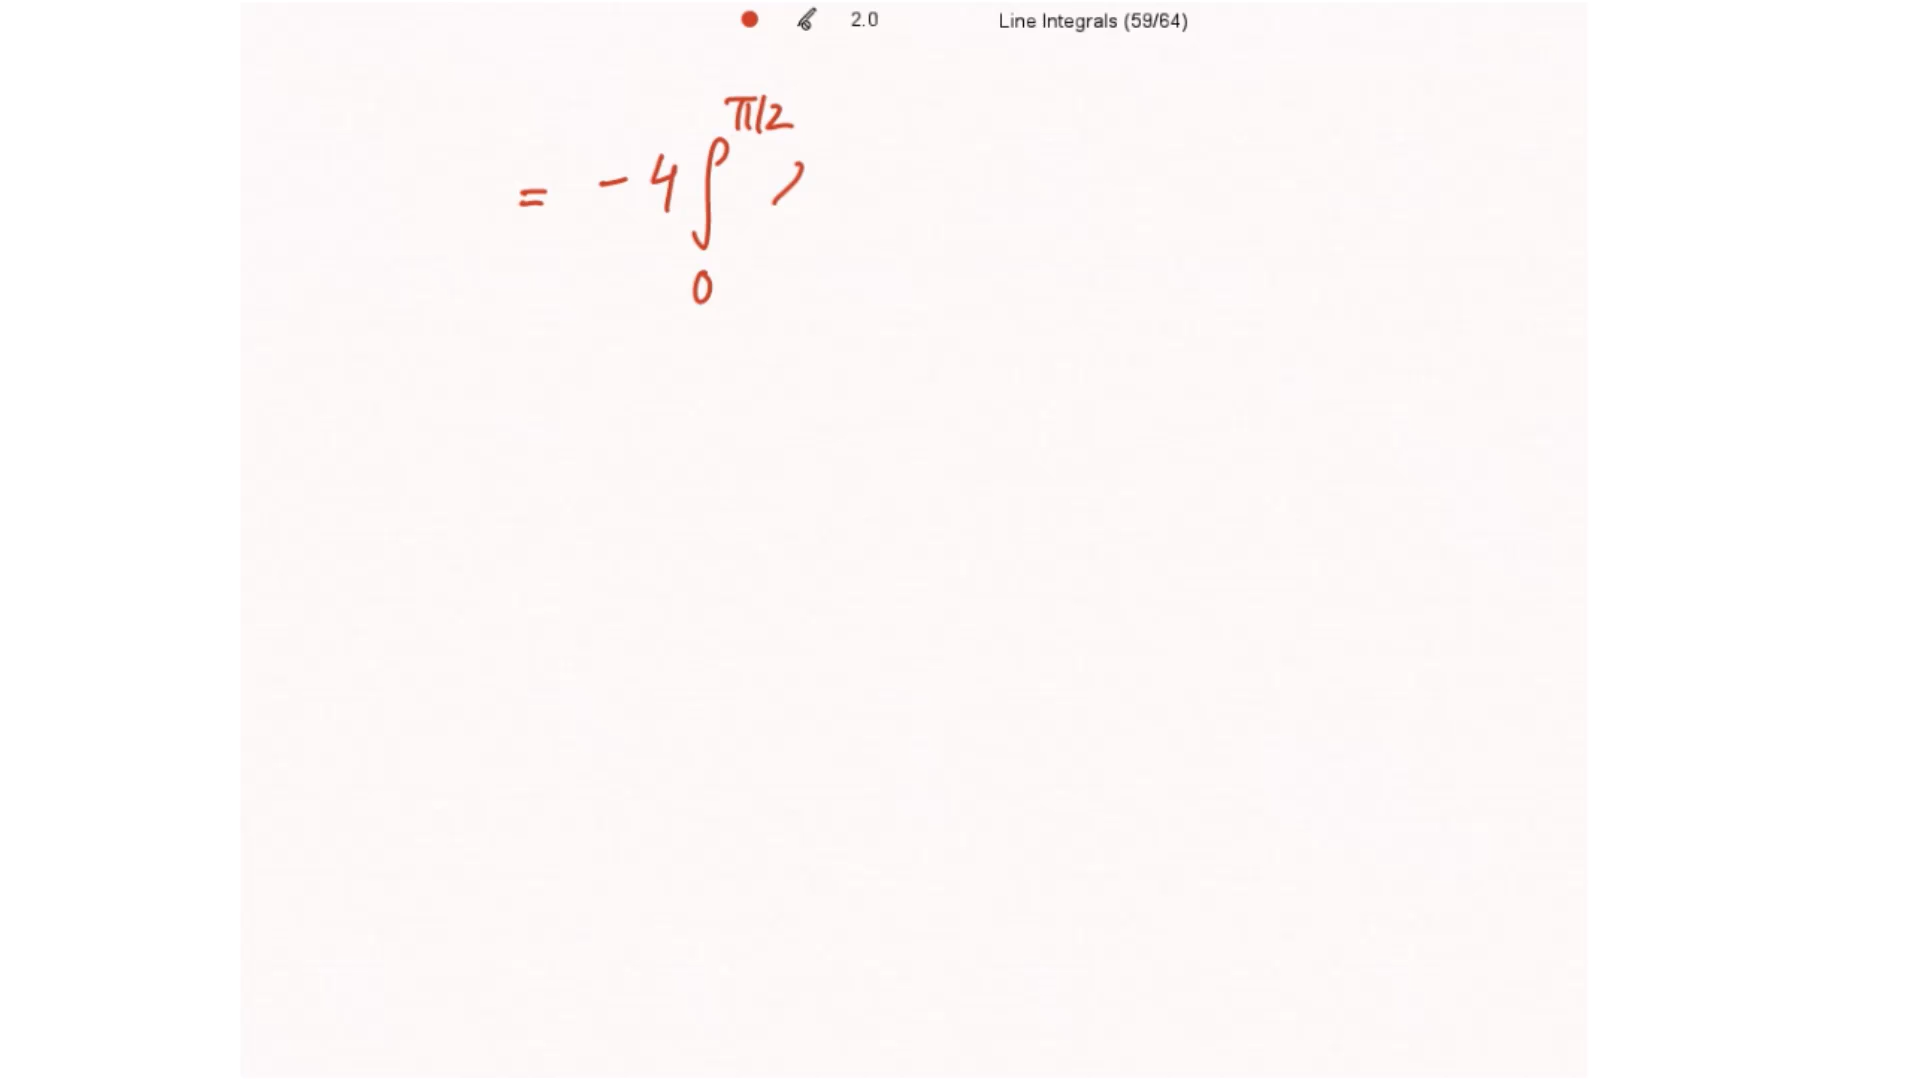 2.0 Line Integrals (59/64)
= -4 ∫₀^{π/2}